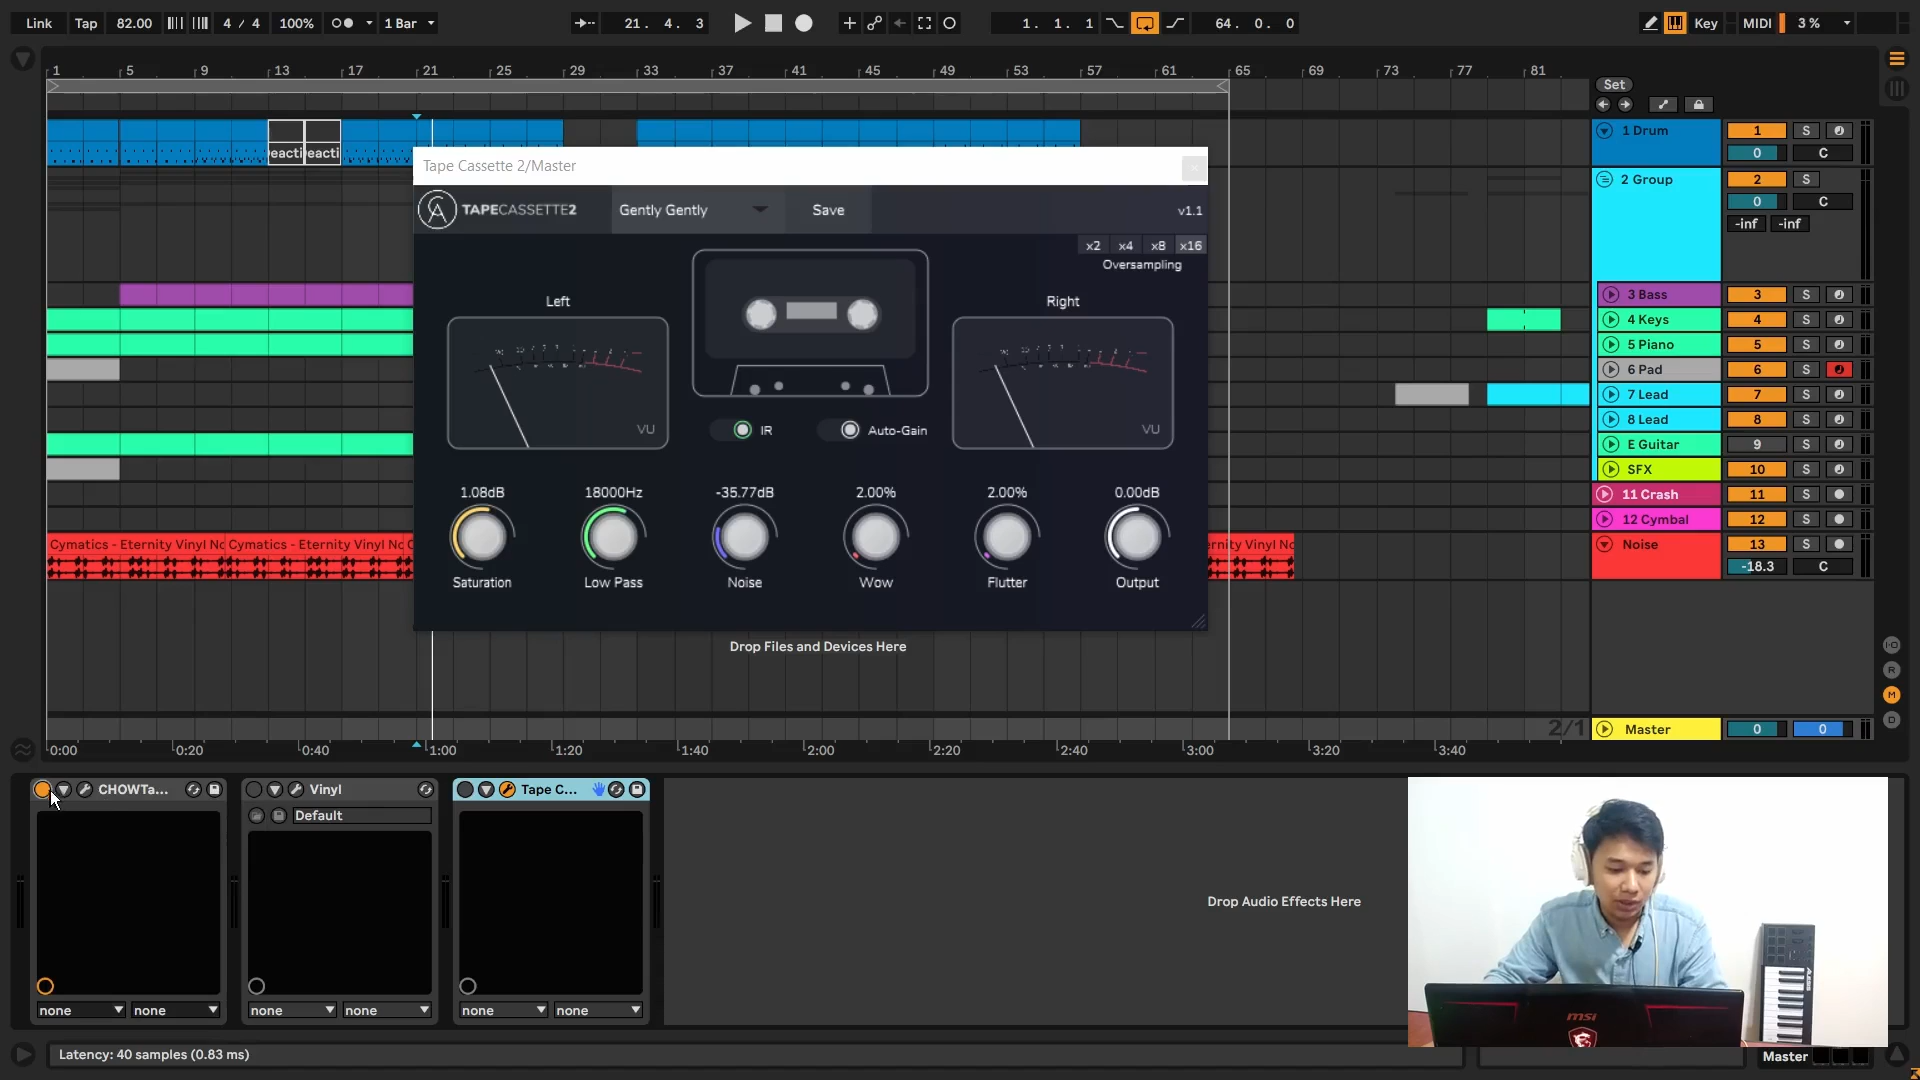 Link Tap 82.00 4 / 4 100% 1 Bar 21. 4. 3 1. 1. 1 64. 0. 0 Key MIDI 3 %
1 5 9 13 17 21 25 29 33 37 41 45 49 53 57 61 65 69 73 77 81
Set
1 Drum 1 S
0 C
eacti eacti
Tape Cassette 2/Master
2 Group 2 S
0 C
-inf -inf
TAPECASSETTE2 Gently Gently Save v1.1
x2 x4 x8 x16
Oversampling
Left Right
VU VU
IR Auto-Gain
1.08dB 18000Hz -35.77dB 2.00% 2.00% 0.00dB
Saturation Low Pass Noise Wow Flutter Output
3 Bass 3 S
4 Keys 4 S
5 Piano 5 S
6 Pad 6 S
7 Lead 7 S
8 Lead 8 S
E Guitar 9 S
SFX 10 S
11 Crash 11 S
12 Cymbal 12 S
Cymatics - Eternity Vinyl No Cymatics - Eternity Vinyl No C ernity Vinyl No Noise 13 S
-18.3 C
Drop Files and Devices Here
2/1 Master 0 0
0:00 0:20 0:40 1:00 1:20 1:40 2:00 2:20 2:40 3:00 3:20 3:40
R
M
D
CHOWTa... Vinyl Tape C...
Default
Drop Audio Effects Here
none none none none none none
msi
Latency: 40 samples (0.83 ms) Master